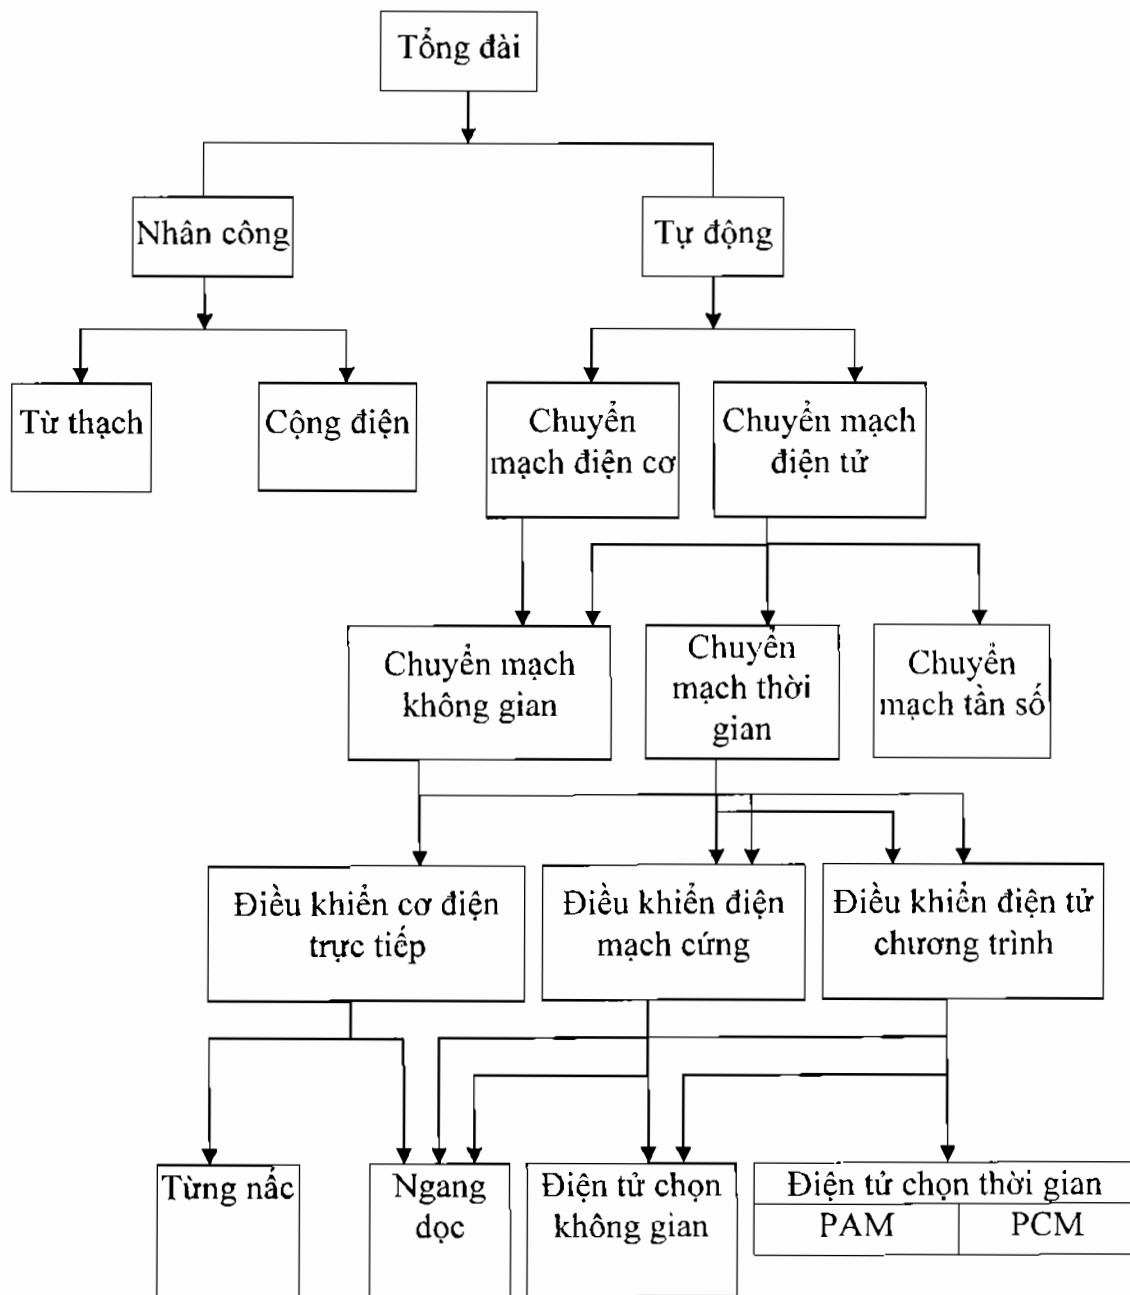 Tổng đài
Nhân công
Tự động
Từ thạch
Cộng điện
Chuyển
mạch điện cơ
Chuyển mạch
điện tử
Chuyển mạch
không gian
Chuyển
mạch thời
gian
Chuyển
mạch tần số
Điều khiển cơ điện
trực tiếp
Điều khiển điện
mạch cứng
Điều khiển điện tử
chương trình
Từng nấc
Ngang
dọc
Điện tử chọn
không gian
Điện tử chọn thời gian
PAM
PCM